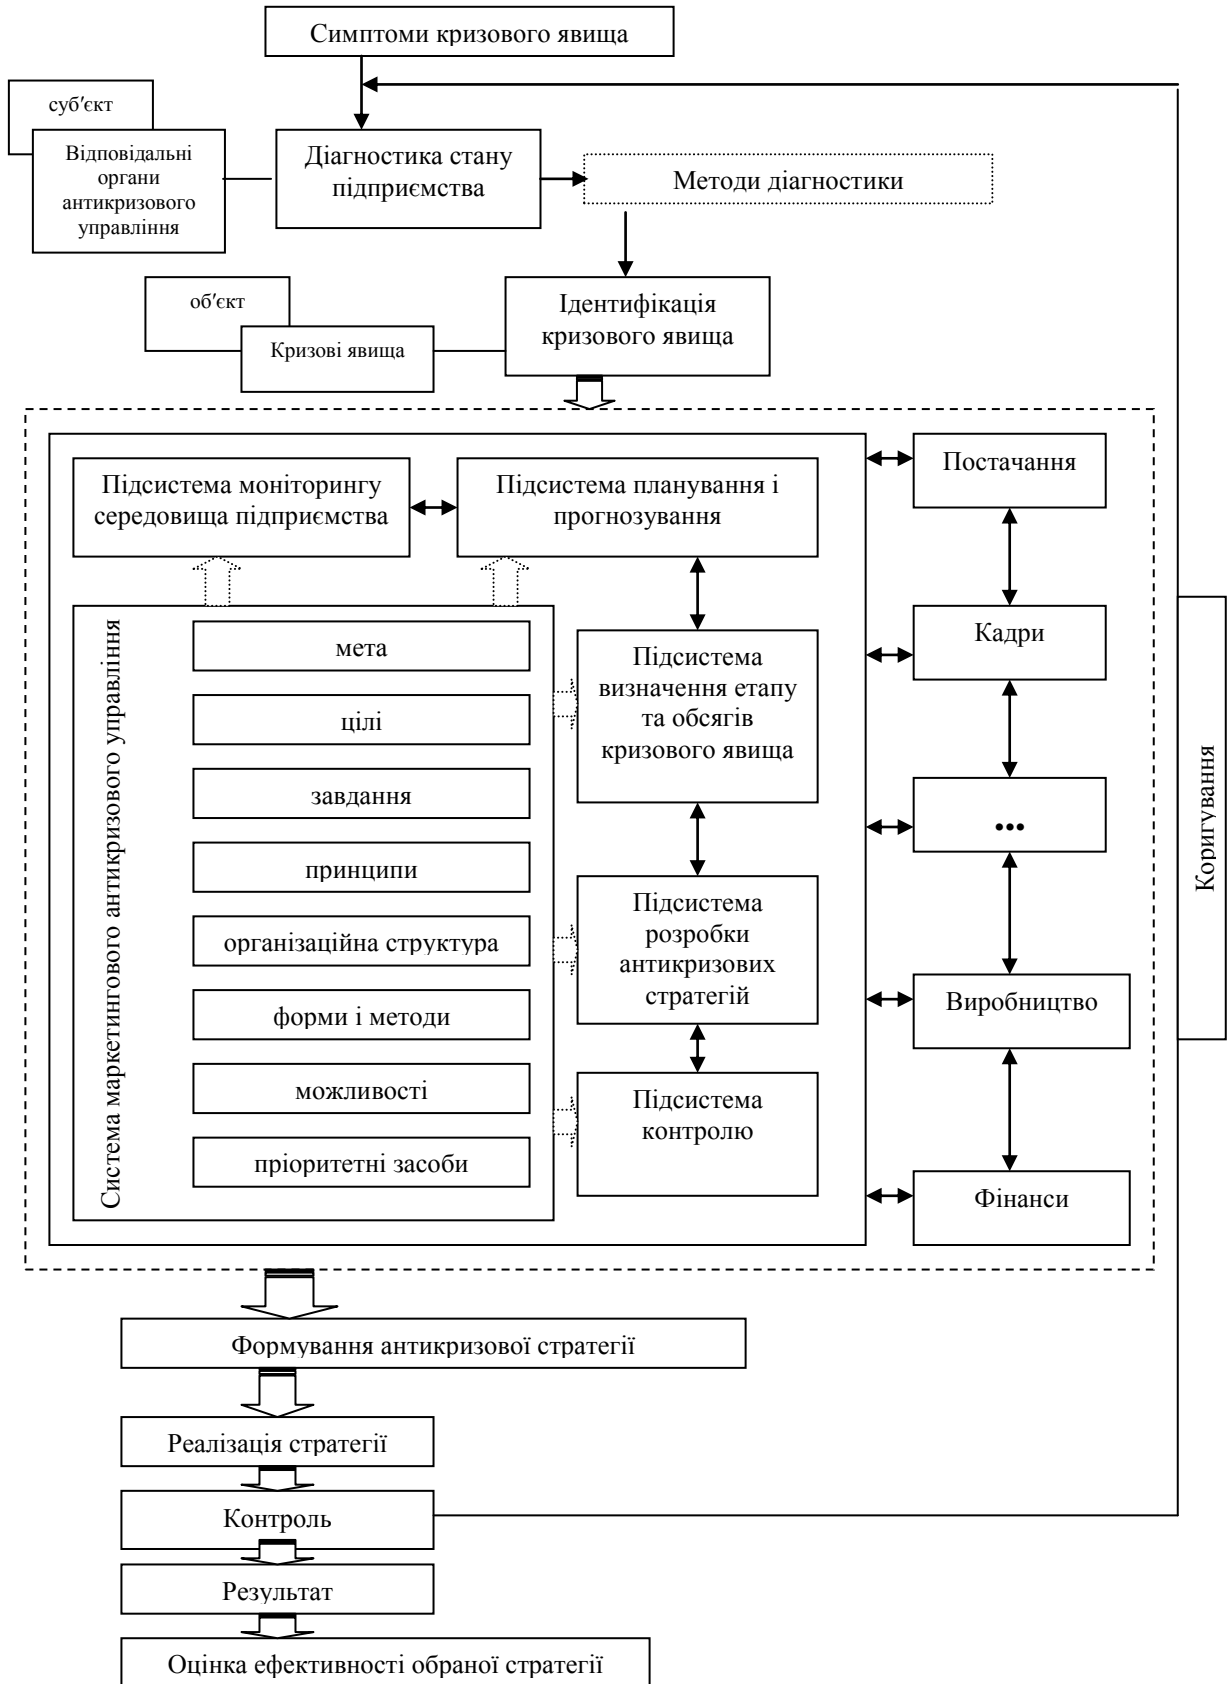 Симптоми кризового явища
суб'єкт
Відповідальні
органи
антикризового
управління
Діагностика стану
підприємства
Методи діагностики
об'єкт
Кризові явища
Ідентифікація
кризового явища
Підсистема моніторингу
середовища підприємства
Підсистема планування і
прогнозування
Постачання
Система маркетингового антикризового управління
мета
цілі
завдання
принципи
організаційна структура
форми і методи
можливості
пріоритетні засоби
Підсистема
визначення етапу
та обсягів
кризового явища
Підсистема
розробки
антикризових
стратегій
Підсистема
контролю
Кадри
...
Виробництво
Фінанси
Коригування
Формування антикризової стратегії
Реалізація стратегії
Контроль
Результат
Оцінка ефективності обраної стратегії